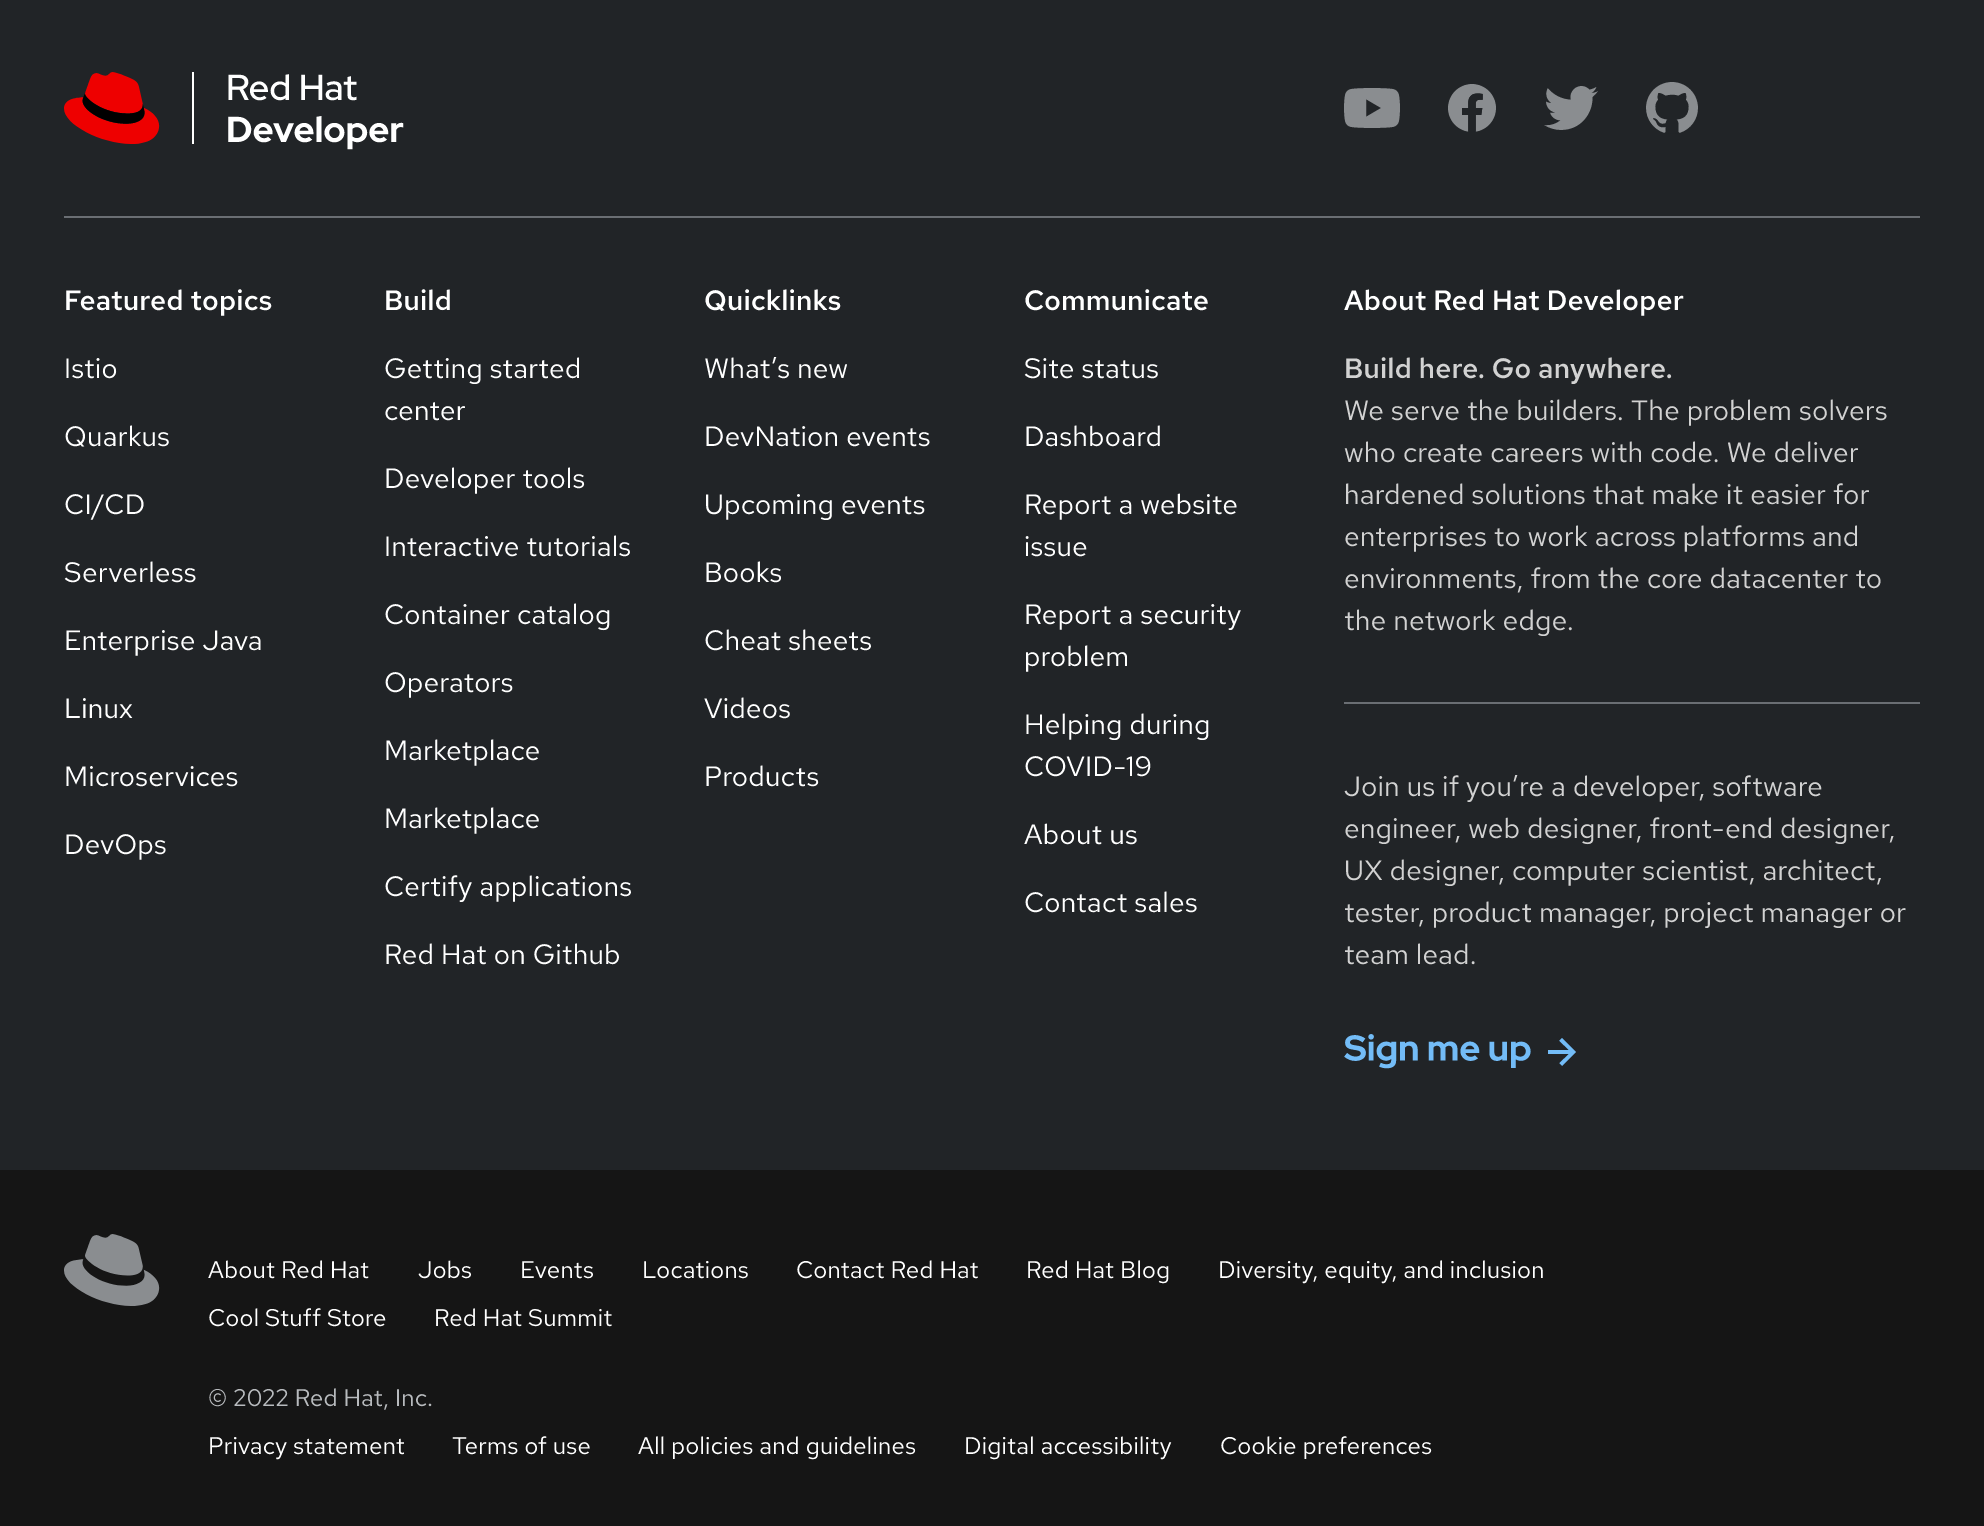 Red Hat
Developer
Featured topics
Istio
Quarkus
CI/CD
Serverless
Enterprise Java
Linux
Microservices
DevOps
Build
Getting started
center
Developer tools
Interactive tutorials
Container catalog
Operators
Marketplace
Marketplace
Certify applications
Red Hat on Github
Quicklinks
What’s new
DevNation events
Upcoming events
Books
Cheat sheets
Videos
Products
Communicate
Site status
Dashboard
Report a website
issue
Report a security
problem
Helping during
COVID-19
About us
Contact sales
About Red Hat Developer
Build here. Go anywhere.
We serve the builders. The problem solvers
who create careers with code. We deliver
hardened solutions that make it easier for
enterprises to work across platforms and
environments, from the core datacenter to
the network edge.
Join us if you’re a developer, software
engineer, web designer, front-end designer,
UX designer, computer scientist, architect,
tester, product manager, project manager or
team lead.
Sign me up
About Red Hat Jobs Events Locations Contact Red Hat Red Hat Blog Diversity, equity, and inclusion
Cool Stuff Store Red Hat Summit
© 2022 Red Hat, Inc.
Privacy statement Terms of use All policies and guidelines Digital accessibility Cookie preferences